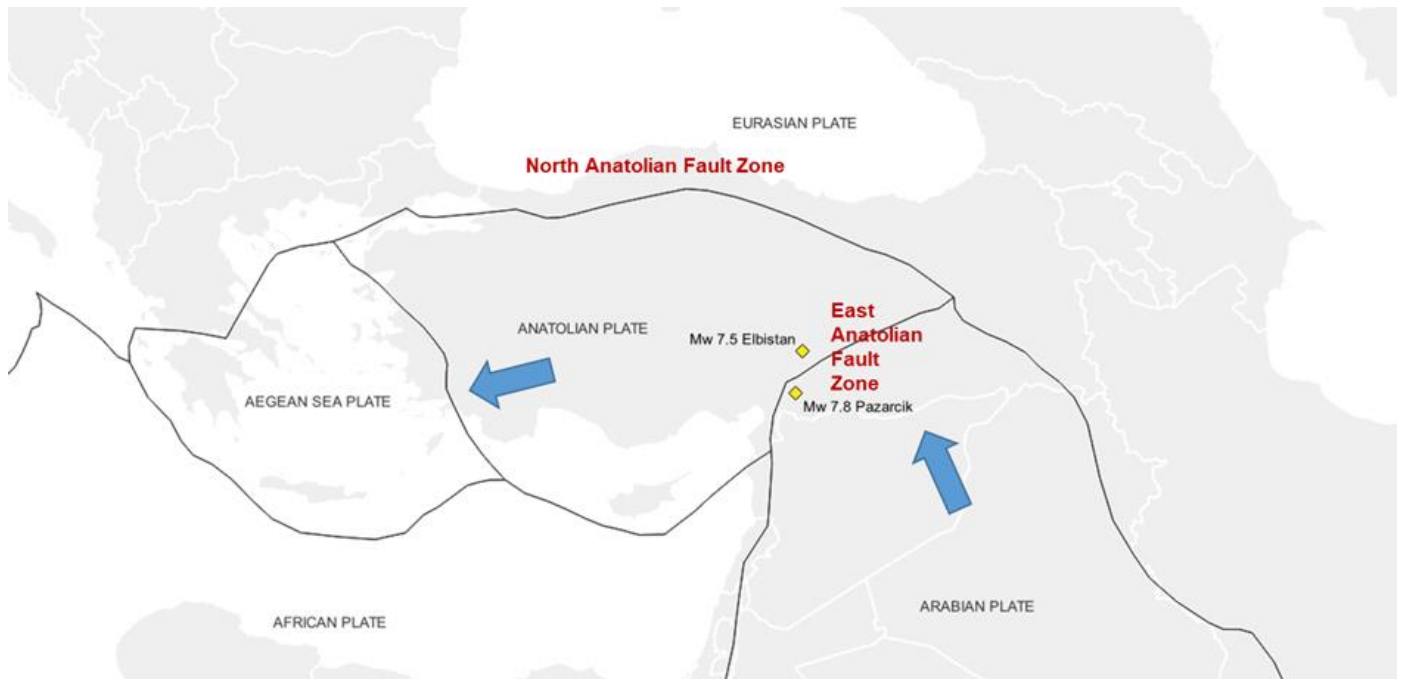 EURASIAN PLATE
North Anatolian Fault Zone
East
Anatolian
Fault
Zone
ANATOLIAN PLATE
Mw 7.5 Elbistan
AEGEAN SEA PLATE
Mw 7.8 Pazarcik
ARABIAN PLATE
AFRICAN PLATE